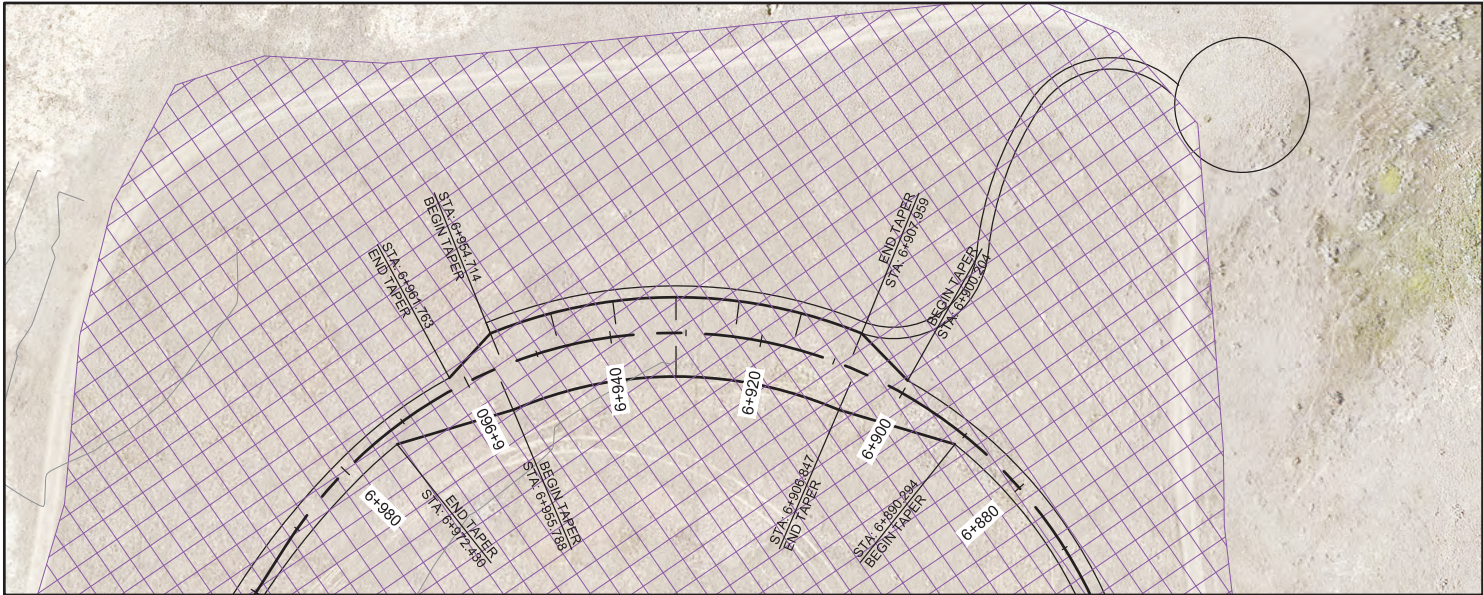 STA: 6+954.714
BEGIN TAPER
STA: 6+961.763
END TAPER
END TAPER
STA: 6+907.959
BEGIN TAPER
STA: 6+900.204
6+960
6+940
6+920
6+900
6+980
END TAPER
STA: 6+972.430
BEGIN TAPER
STA: 6+955.788
STA: 6+906.847
END TAPER
STA: 6+890.294
BEGIN TAPER
6+880